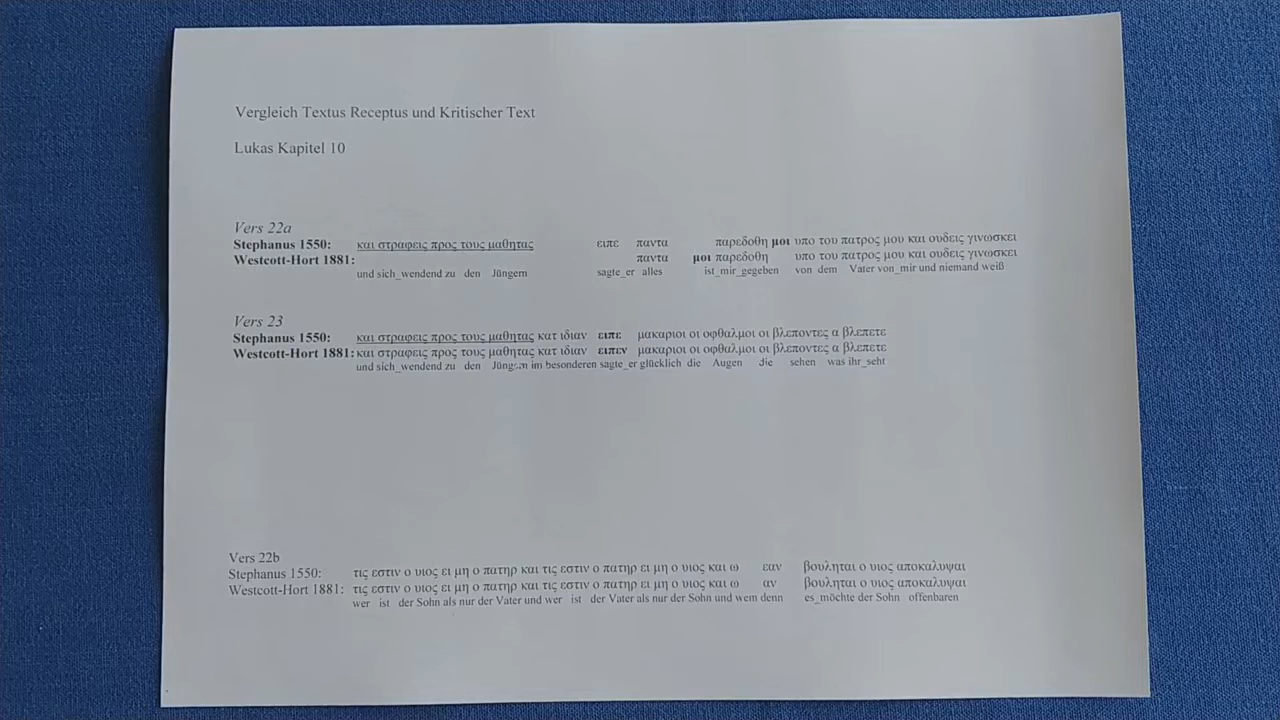 Vergleich Textus Receptus und Kritischer Text
Lukas Kapitel 10
Vers 22a
Stephanus 1550: και στραφεις προς τους μαθητας ειπε παντα παρεδοθη μοι υπο του πατρος μου και ουδεις γινωσκει
Westcott-Hort 1881: παντα μοι παρεδοθη υπο του πατρος μου και ουδεις γινωσκει
und sich_wendend zu den Jüngern sagte_er alles ist_mir_gegeben von dem Vater von_mir und niemand weiß
Vers 23
Stephanus 1550: και στραφεις προς τους μαθητας κατ ιδιαν ειπε μακαριοι οι οφθαλμοι οι βλεποντες α βλεπετε
Westcott-Hort 1881: και στραφεις προς τους μαθητας κατ ιδιαν ειπεν μακαριοι οι οφθαλμοι οι βλεποντες α βλεπετε
und sich_wendend zu den Jüngern im besonderen sagte_er glücklich die Augen die sehen was ihr_seht
Vers 22b
Stephanus 1550: τις εστιν ο υιος ει μη ο πατηρ και τις εστιν ο πατηρ ει μη ο υιος και ω εαν βουληται ο υιος αποκαλυψαι
Westcott-Hort 1881: τις εστιν ο υιος ει μη ο πατηρ και τις εστιν ο πατηρ ει μη ο υιος και ω αν βουληται ο υιος αποκαλυψαι
wer ist der Sohn als nur der Vater und wer ist der Vater als nur der Sohn und wem denn es_möchte der Sohn offenbaren